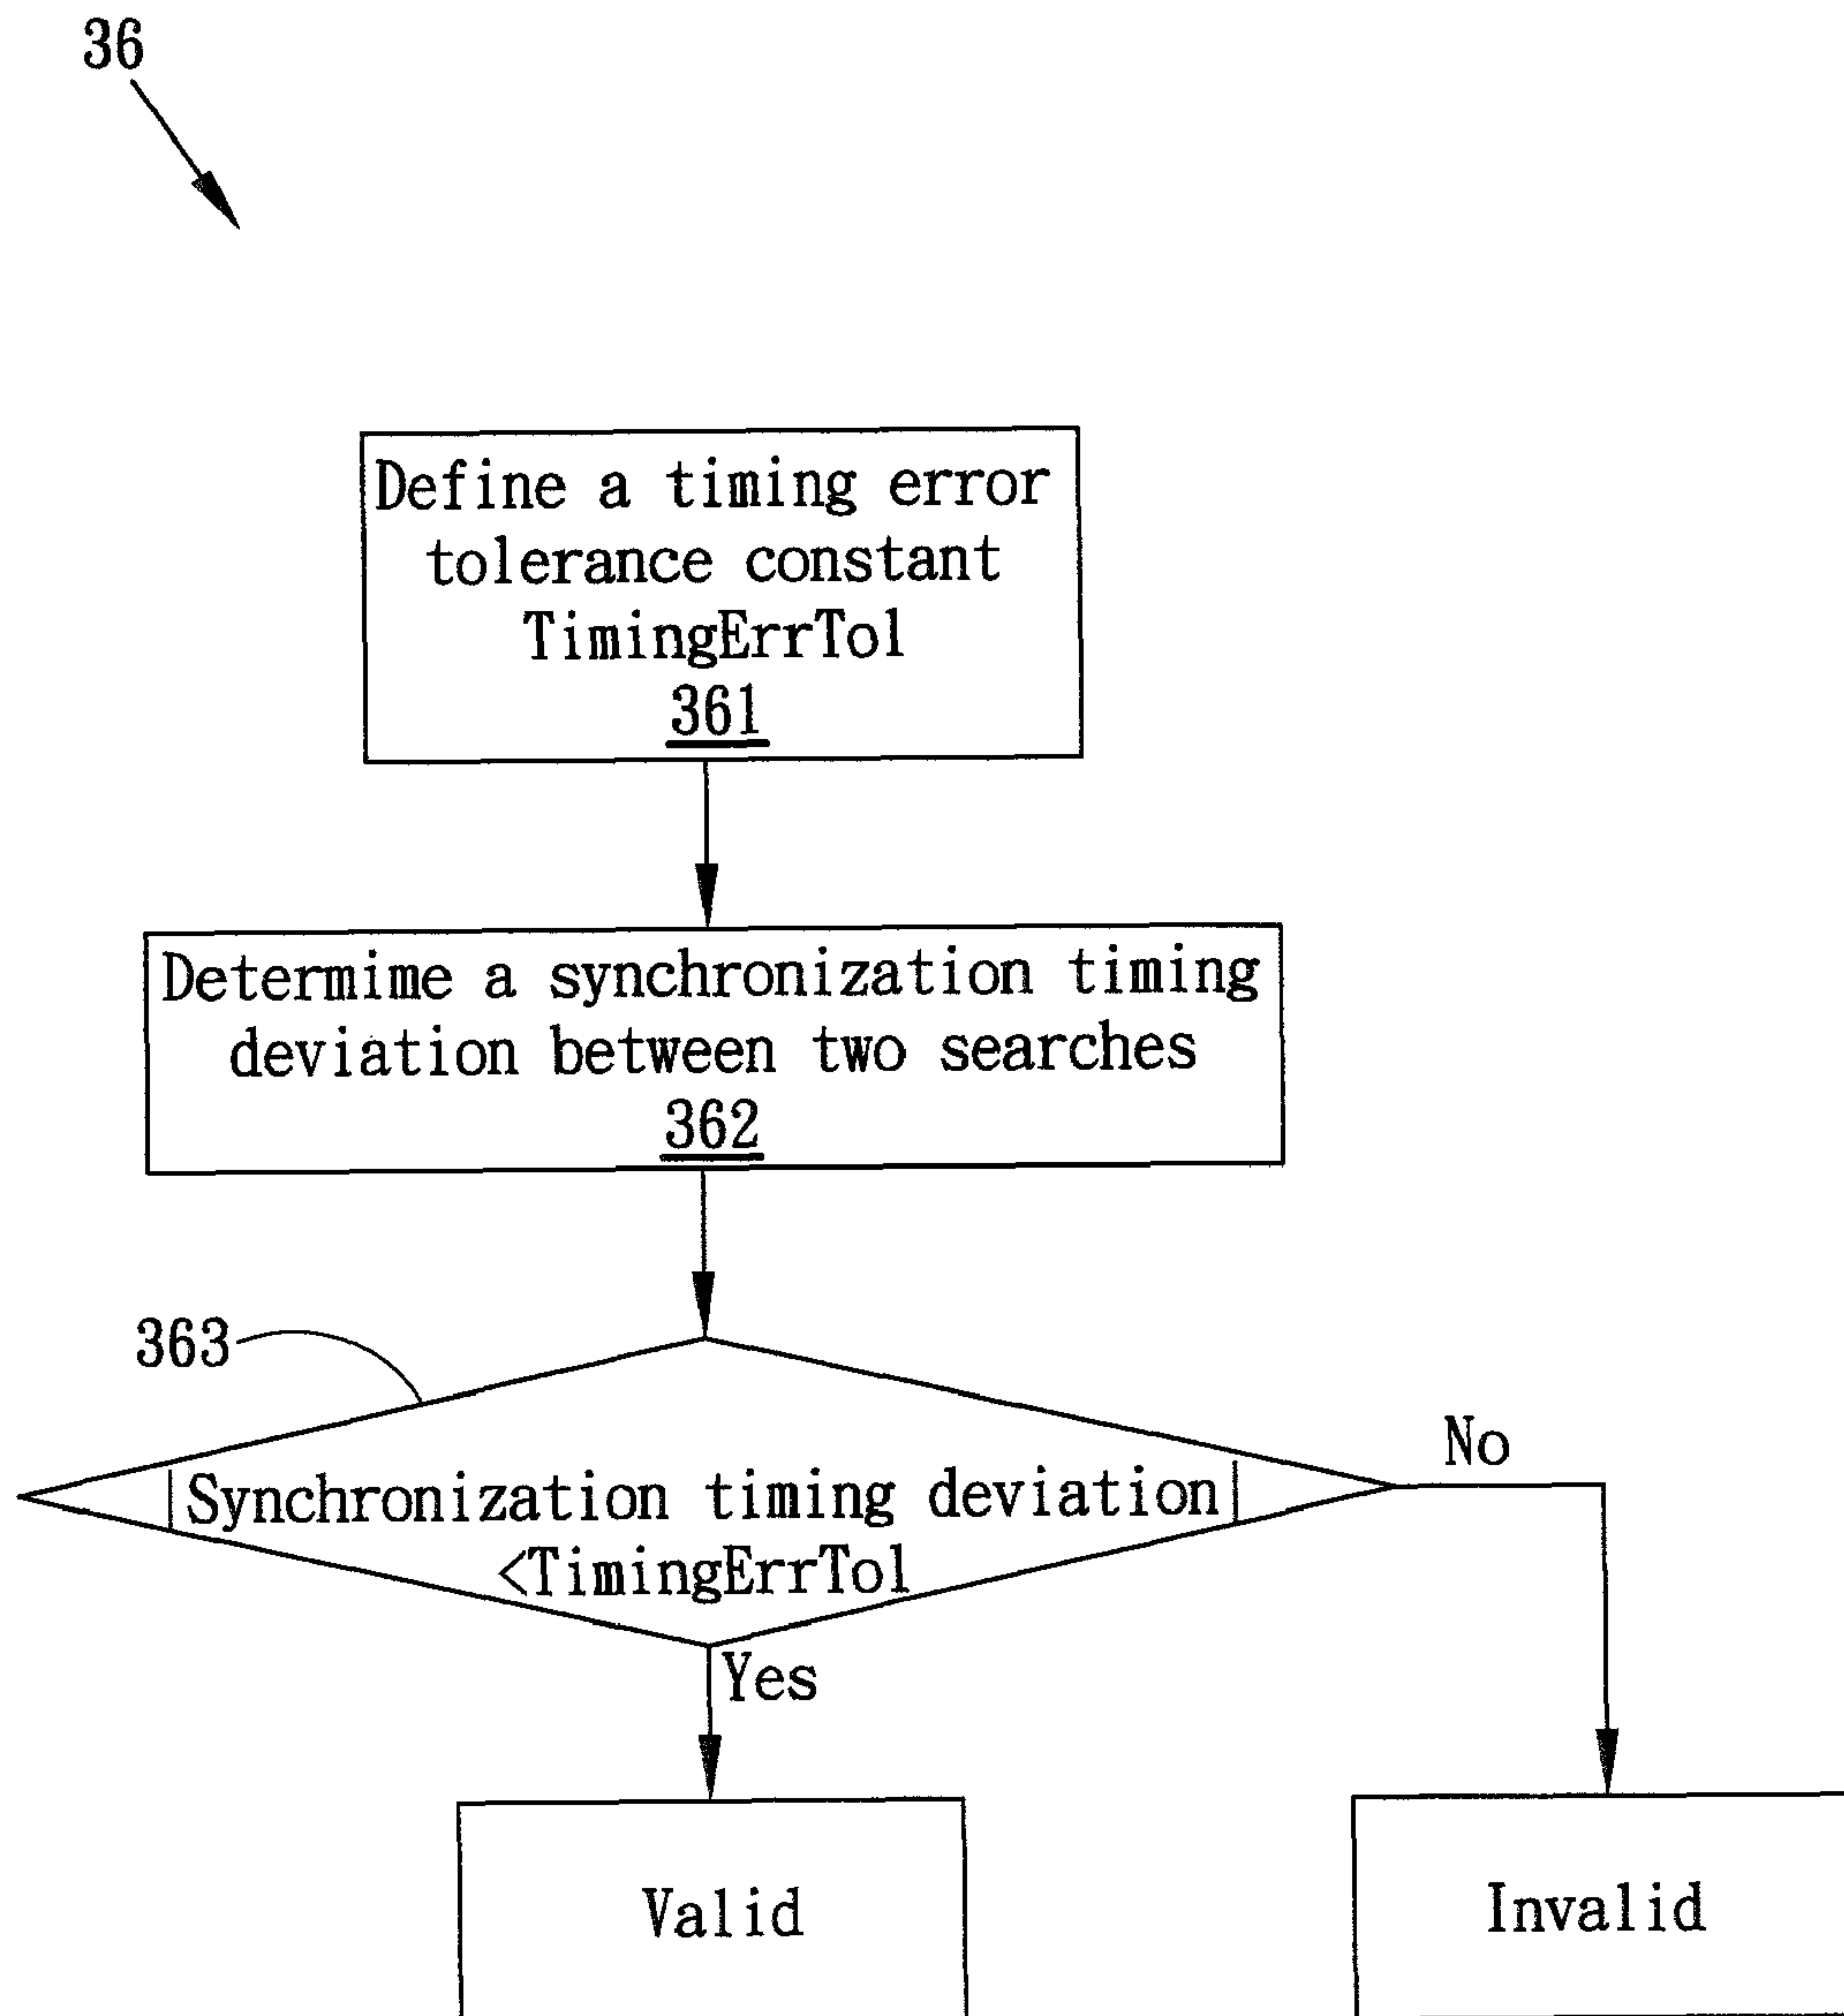 36
Define a timing error
tolerance constant
TimingErrTol
361
Determime a synchronization timing
deviation between two searches
362
363
|Synchronization timing deviation|
<TimingErrTol
No
Yes
Valid
Invalid